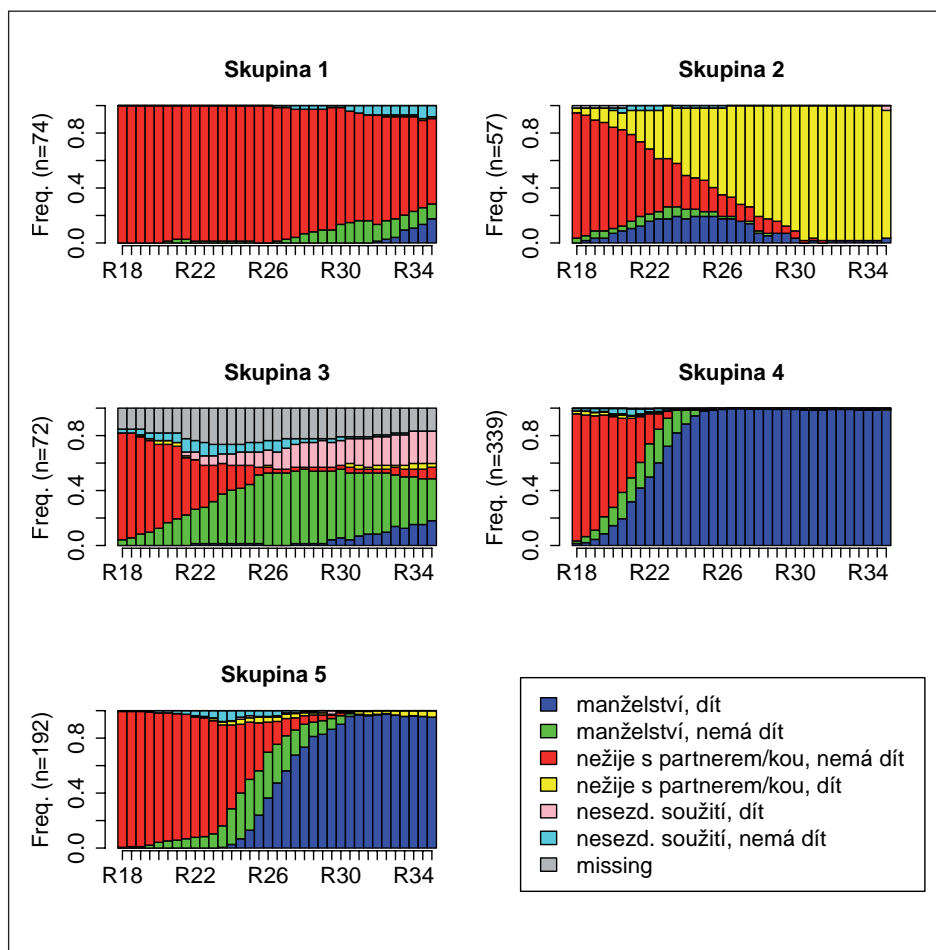 Skupina 1
Freq. (n=74)
0.0 0.4 0.8
R18 R22 R26 R30 R34
Skupina 2
Freq. (n=57)
0.0 0.4 0.8
R18 R22 R26 R30 R34
Skupina 3
Freq. (n=72)
0.0 0.4 0.8
R18 R22 R26 R30 R34
Skupina 4
Freq. (n=339)
0.0 0.4 0.8
R18 R22 R26 R30 R34
Skupina 5
Freq. (n=192)
0.0 0.4 0.8
R18 R22 R26 R30 R34
manželství, dít
manželství, nemá dít
nežije s partnerem/kou, nemá dít
nežije s partnerem/kou, dít
nesezd. soužití, dít
nesezd. soužití, nemá dít
missing